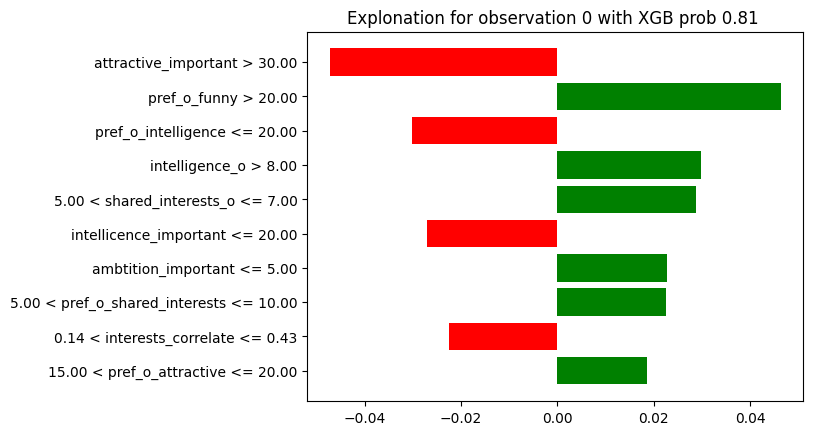 Explonation for observation 0 with XGB prob 0.81
attractive_important > 30.00
pref_o_funny > 20.00
pref_o_intelligence <= 20.00
intelligence_o > 8.00
5.00 < shared_interests_o <= 7.00
intellicence_important <= 20.00
ambtition_important <= 5.00
5.00 < pref_o_shared_interests <= 10.00
0.14 < interests_correlate <= 0.43
15.00 < pref_o_attractive <= 20.00
−0.04 −0.02 0.00 0.02 0.04